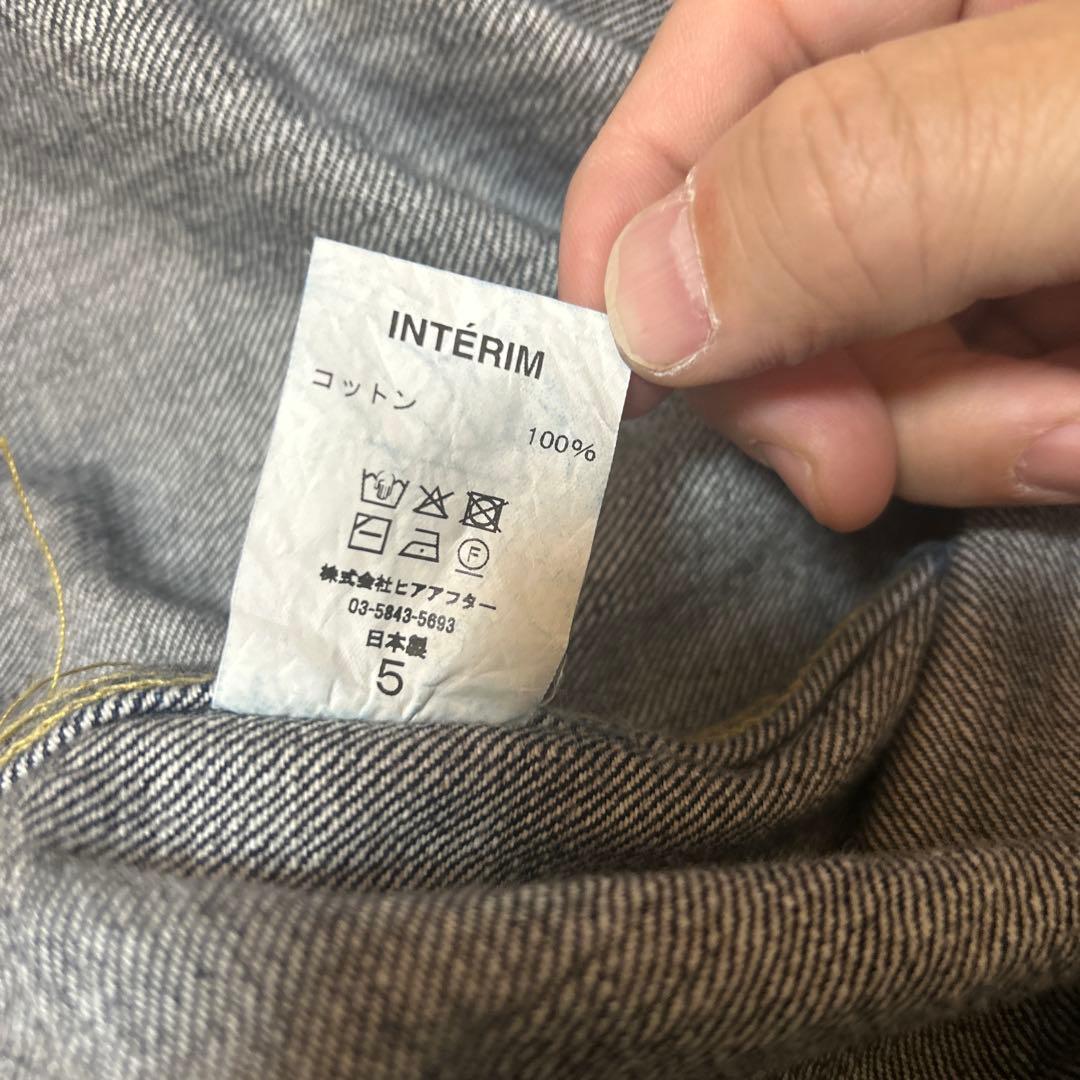 INTÉRIM
コットン
100%
F
株式会社ヒアアフター
03-5843-5693
日本製
5